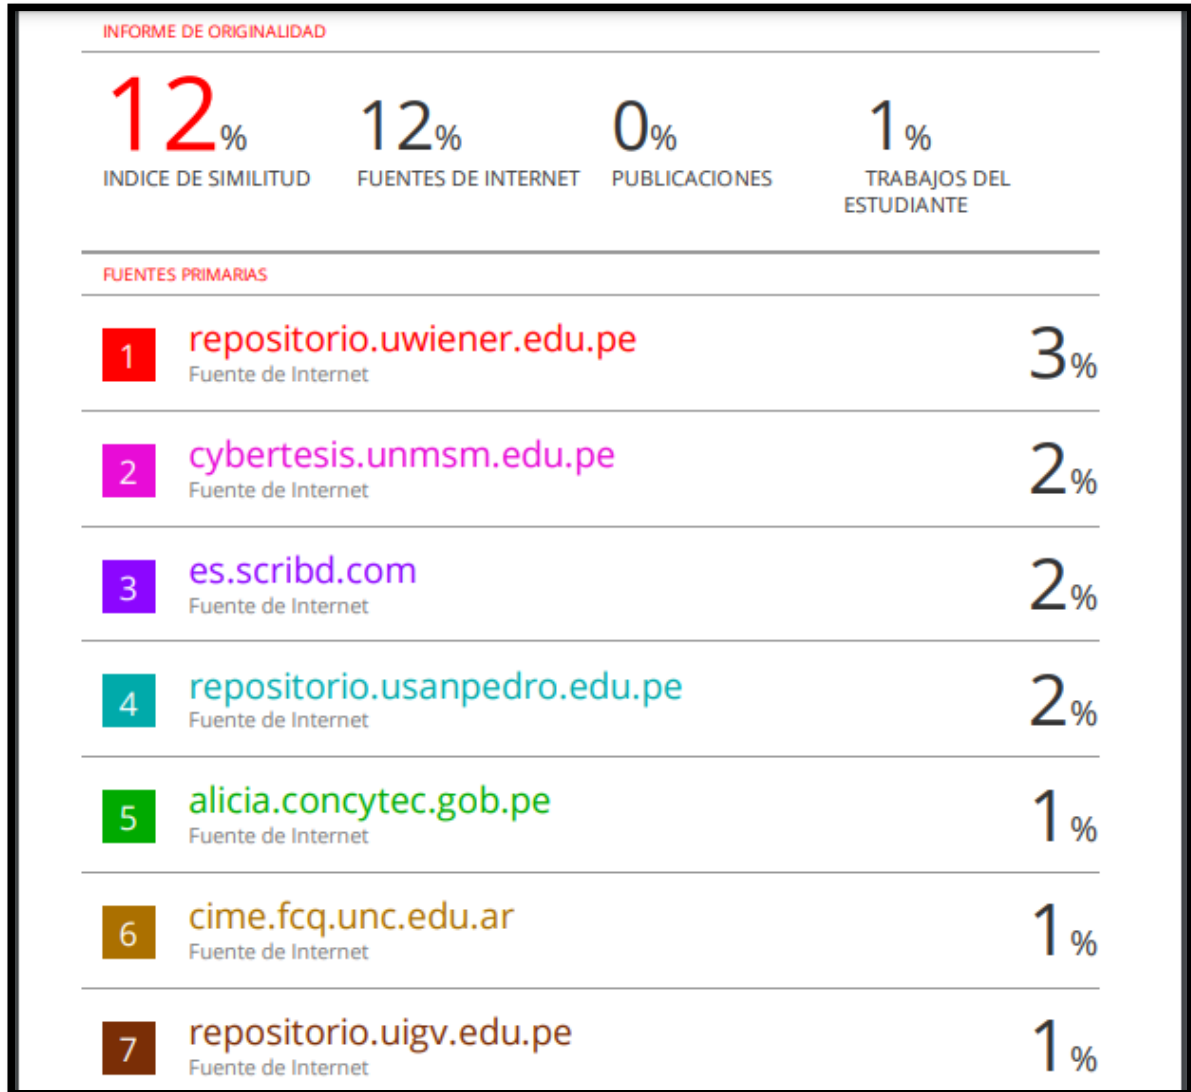 INFORME DE ORIGINALIDAD
12% 12% 0% 1%
INDICE DE SIMILITUD FUENTES DE INTERNET PUBLICACIONES TRABAJOS DEL
ESTUDIANTE
FUENTES PRIMARIAS
1 repositorio.uwiener.edu.pe 3%
Fuente de Internet
2 cybertesis.unmsm.edu.pe 2%
Fuente de Internet
3 es.scribd.com 2%
Fuente de Internet
4 repositorio.usanpedro.edu.pe 2%
Fuente de Internet
5 alicia.concytec.gob.pe 1%
Fuente de Internet
6 cime.fcq.unc.edu.ar 1%
Fuente de Internet
7 repositorio.uigv.edu.pe 1%
Fuente de Internet